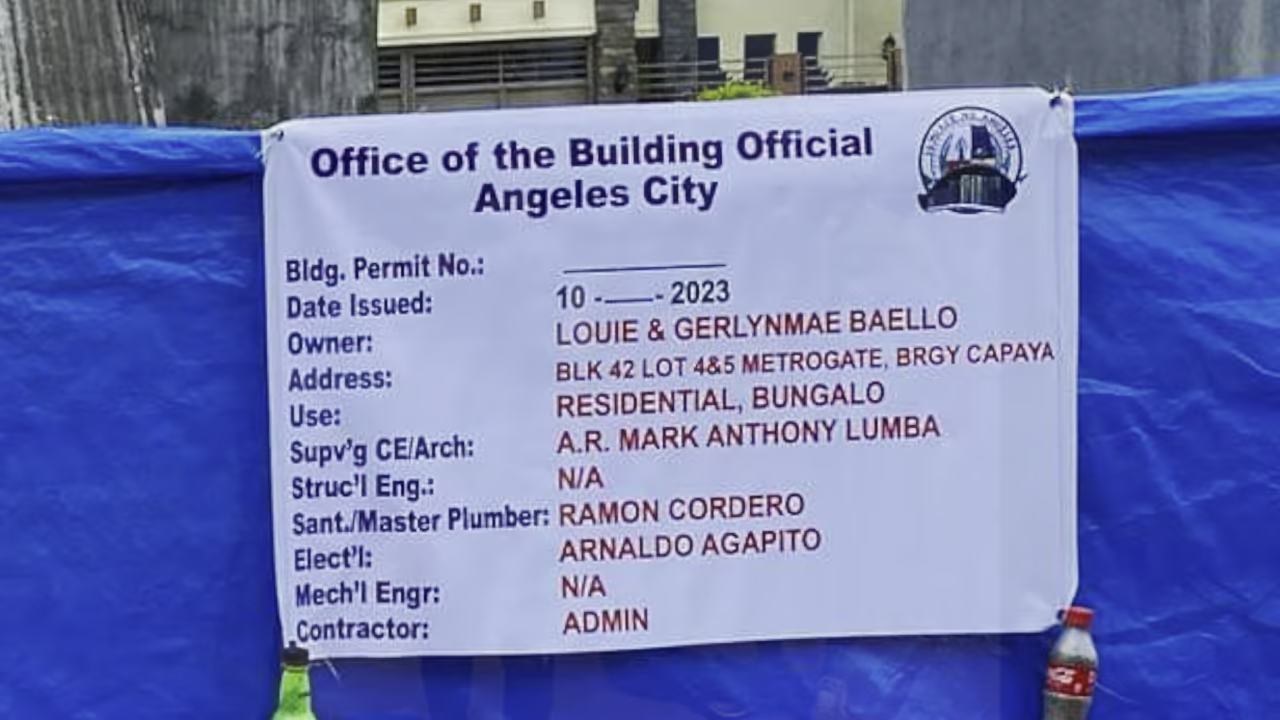 Office of the Building Official
Angeles City
Bldg. Permit No.: ________
Date Issued: 10 -___- 2023
Owner: LOUIE & GERLYNMAE BAELLO
Address: BLK 42 LOT 4&5 METROGATE, BRGY CAPAYA
Use: RESIDENTIAL, BUNGALO
Supv'g CE/Arch: A.R. MARK ANTHONY LUMBA
Struc'l Eng.: N/A
Sant./Master Plumber: RAMON CORDERO
Elect'l: ARNALDO AGAPITO
Mech'l Engr: N/A
Contractor: ADMIN